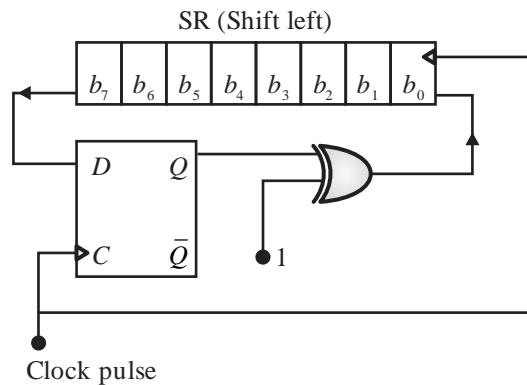 SR (Shift left)
b₇ b₆ b₅ b₄ b₃ b₂ b₁ b₀
D Q
C Q̄
1
Clock pulse